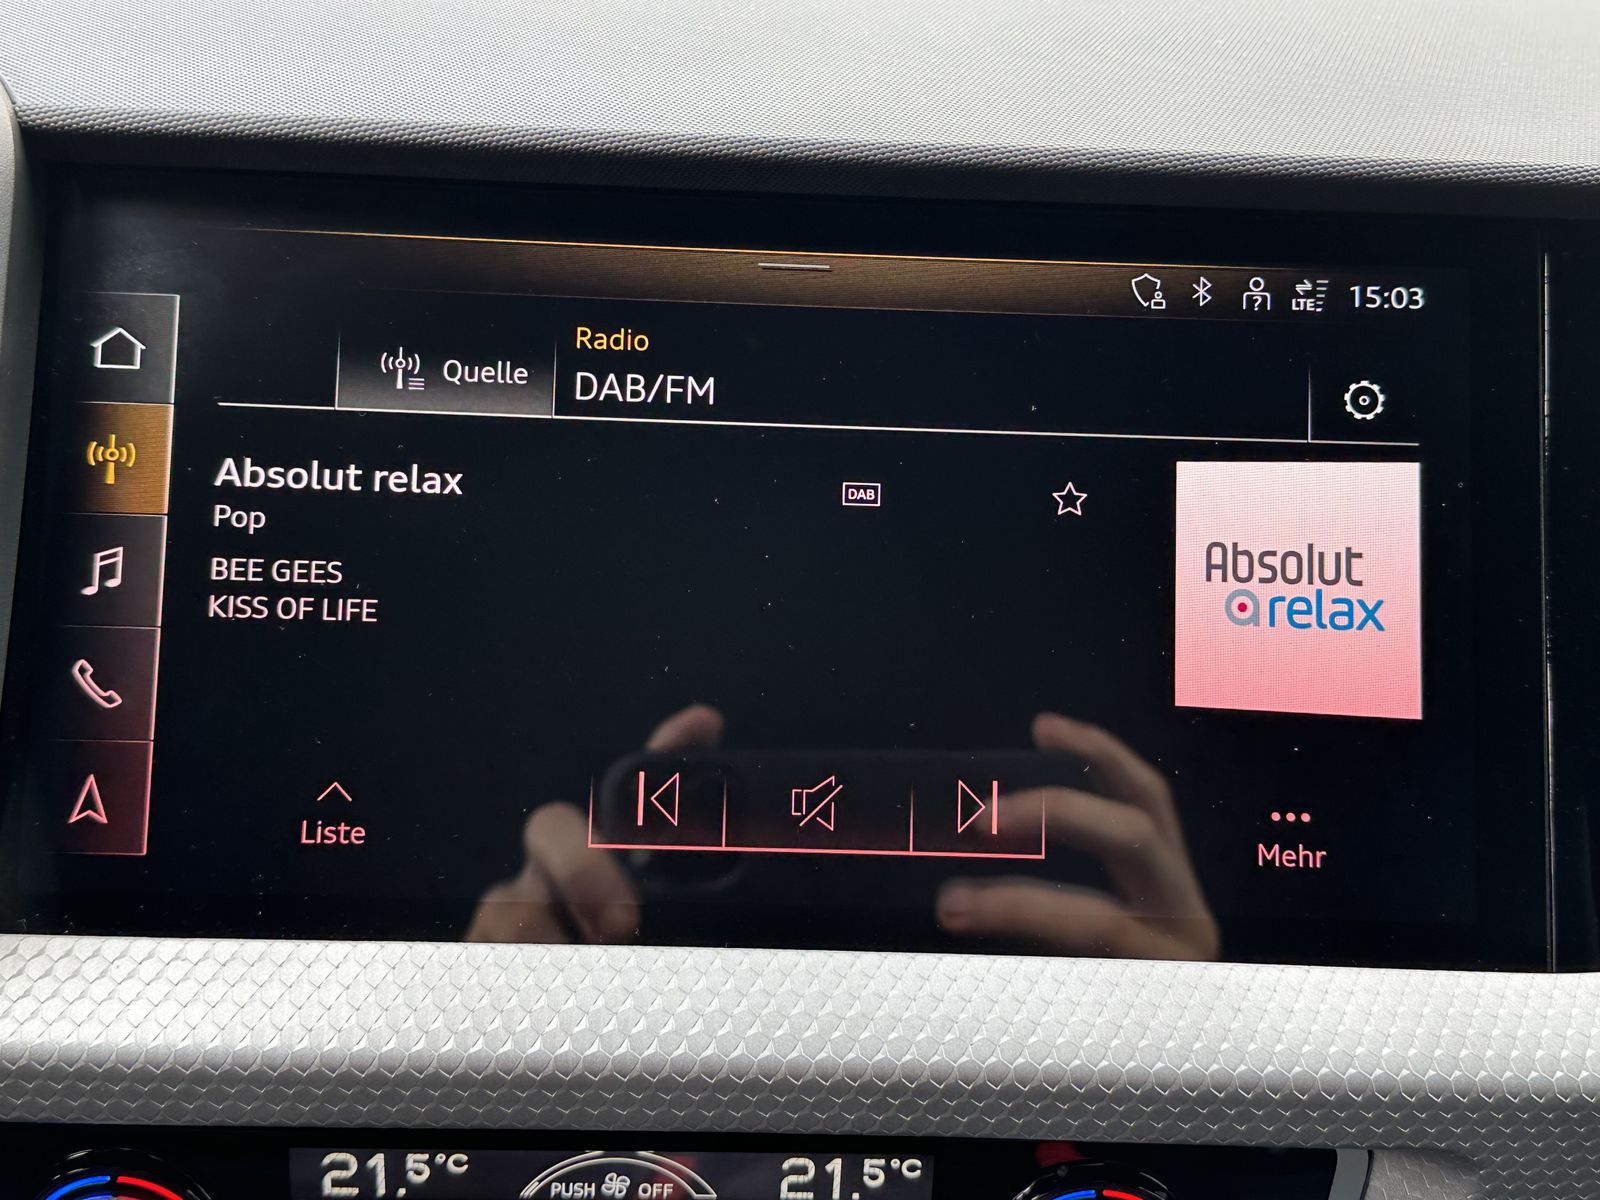 LTE
15:03
Quelle
Radio
DAB/FM
Absolut relax
DAB
Pop
BEE GEES
KISS OF LIFE
Absolut
relax
Liste
Mehr
21.5°C
PUSH OFF
21.5°C